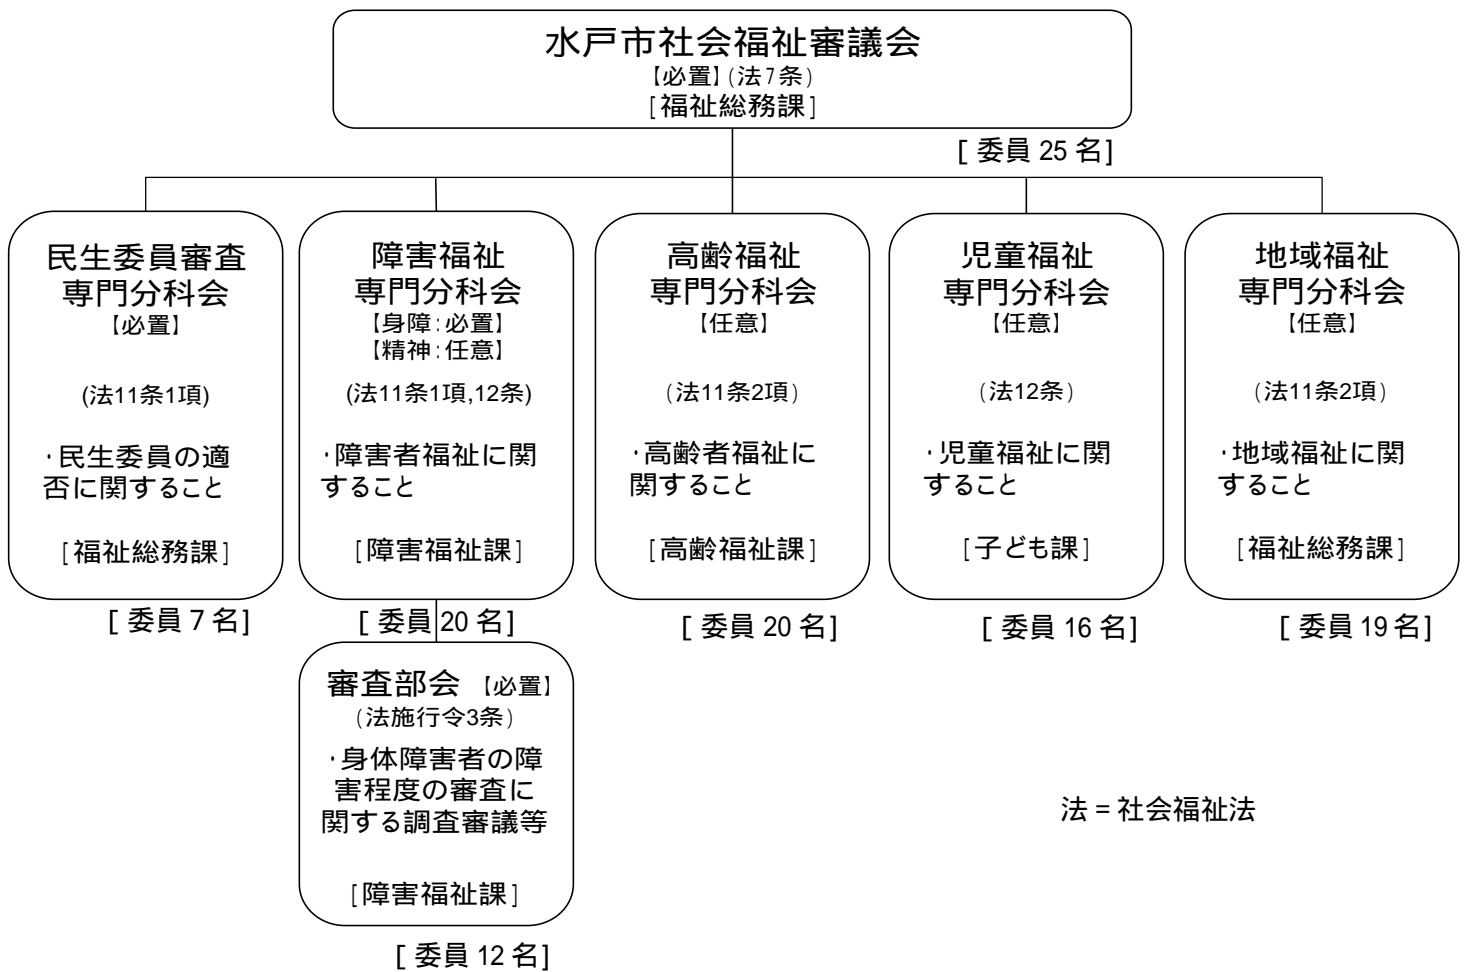 水戸市社会福祉審議会
【必置】(法7条)
[福祉総務課]
[ 委員 25 名]
民生委員審査
専門分科会
【必置】
(法11条1項)
・民生委員の適
否に関すること
[福祉総務課]
[ 委員 7 名]
障害福祉
専門分科会
【身障:必置】
【精神:任意】
(法11条1項,12条)
・障害者福祉に関
すること
[障害福祉課]
[ 委員 20 名]
審査部会 【必置】
(法施行令3条)
・身体障害者の障
害程度の審査に
関する調査審議等
[障害福祉課]
[ 委員 12 名]
高齢福祉
専門分科会
【任意】
(法11条2項)
・高齢者福祉に
関すること
[高齢福祉課]
[ 委員 20 名]
児童福祉
専門分科会
【任意】
(法12条)
・児童福祉に関
すること
[子ども課]
[ 委員 16 名]
地域福祉
専門分科会
【任意】
(法11条2項)
・地域福祉に関
すること
[福祉総務課]
[ 委員 19 名]
法 = 社会福祉法